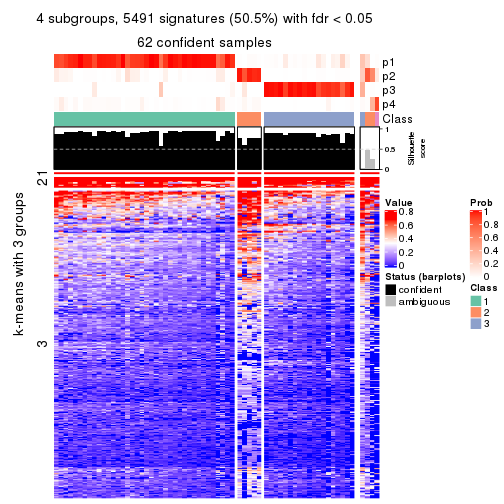 4 subgroups, 5491 signatures (50.5%) with fdr < 0.05
62 confident samples
p1
p2
p3
p4
Class
1
0.5
0
Silhouette
score
k-means with 3 groups
21
3
Value
0.8
0.6
0.4
0.2
0
Status (barplots)
confident
ambiguous
Prob
1
0.8
0.6
0.4
0.2
0
Class
1
2
3